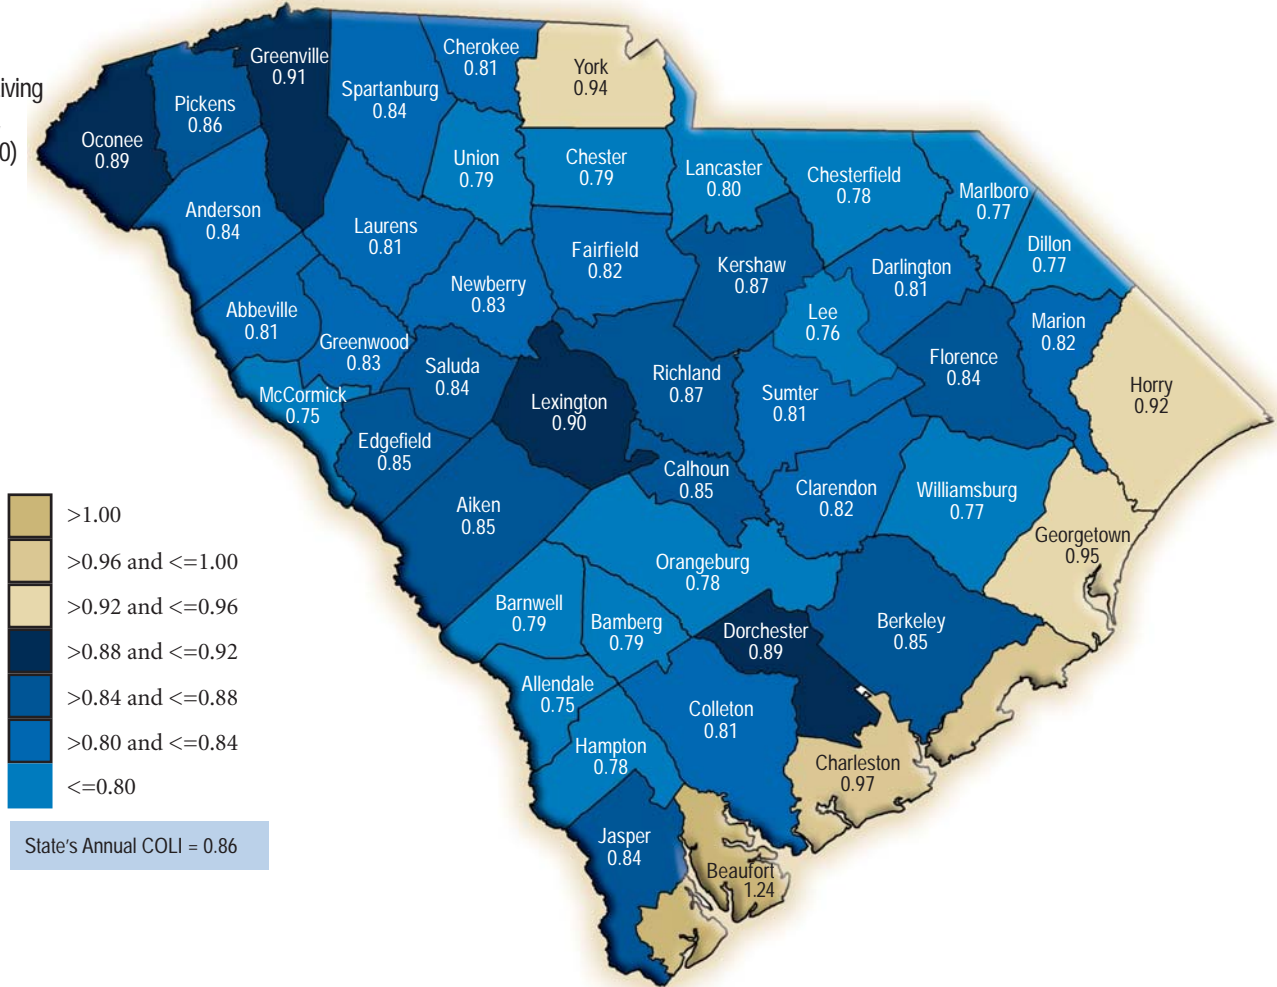 iving
0)
Greenville
0.91
Cherokee
0.81
York
0.94
Spartanburg
0.84
Pickens
0.86
Oconee
0.89
Union
0.79
Chester
0.79
Lancaster
0.80
Chesterfield
0.78
Marlboro
0.77
Anderson
0.84
Laurens
0.81
Fairfield
0.82
Kershaw
0.87
Darlington
0.81
Dillon
0.77
Abbeville
0.81
Newberry
0.83
Greenwood
0.83
Lee
0.76
Marion
0.82
Saluda
0.84
Richland
0.87
Florence
0.84
Horry
0.92
McCormick
0.75
Lexington
0.90
Sumter
0.81
Edgefield
0.85
Calhoun
0.85
Clarendon
0.82
Williamsburg
0.77
Aiken
0.85
Georgetown
0.95
Orangeburg
0.78
Barnwell
0.79
Bamberg
0.79
Dorchester
0.89
Berkeley
0.85
Allendale
0.75
Colleton
0.81
Hampton
0.78
Charleston
0.97
Jasper
0.84
Beaufort
1.24
>1.00
>0.96 and <=1.00
>0.92 and <=0.96
>0.88 and <=0.92
>0.84 and <=0.88
>0.80 and <=0.84
<=0.80
State's Annual COLI = 0.86